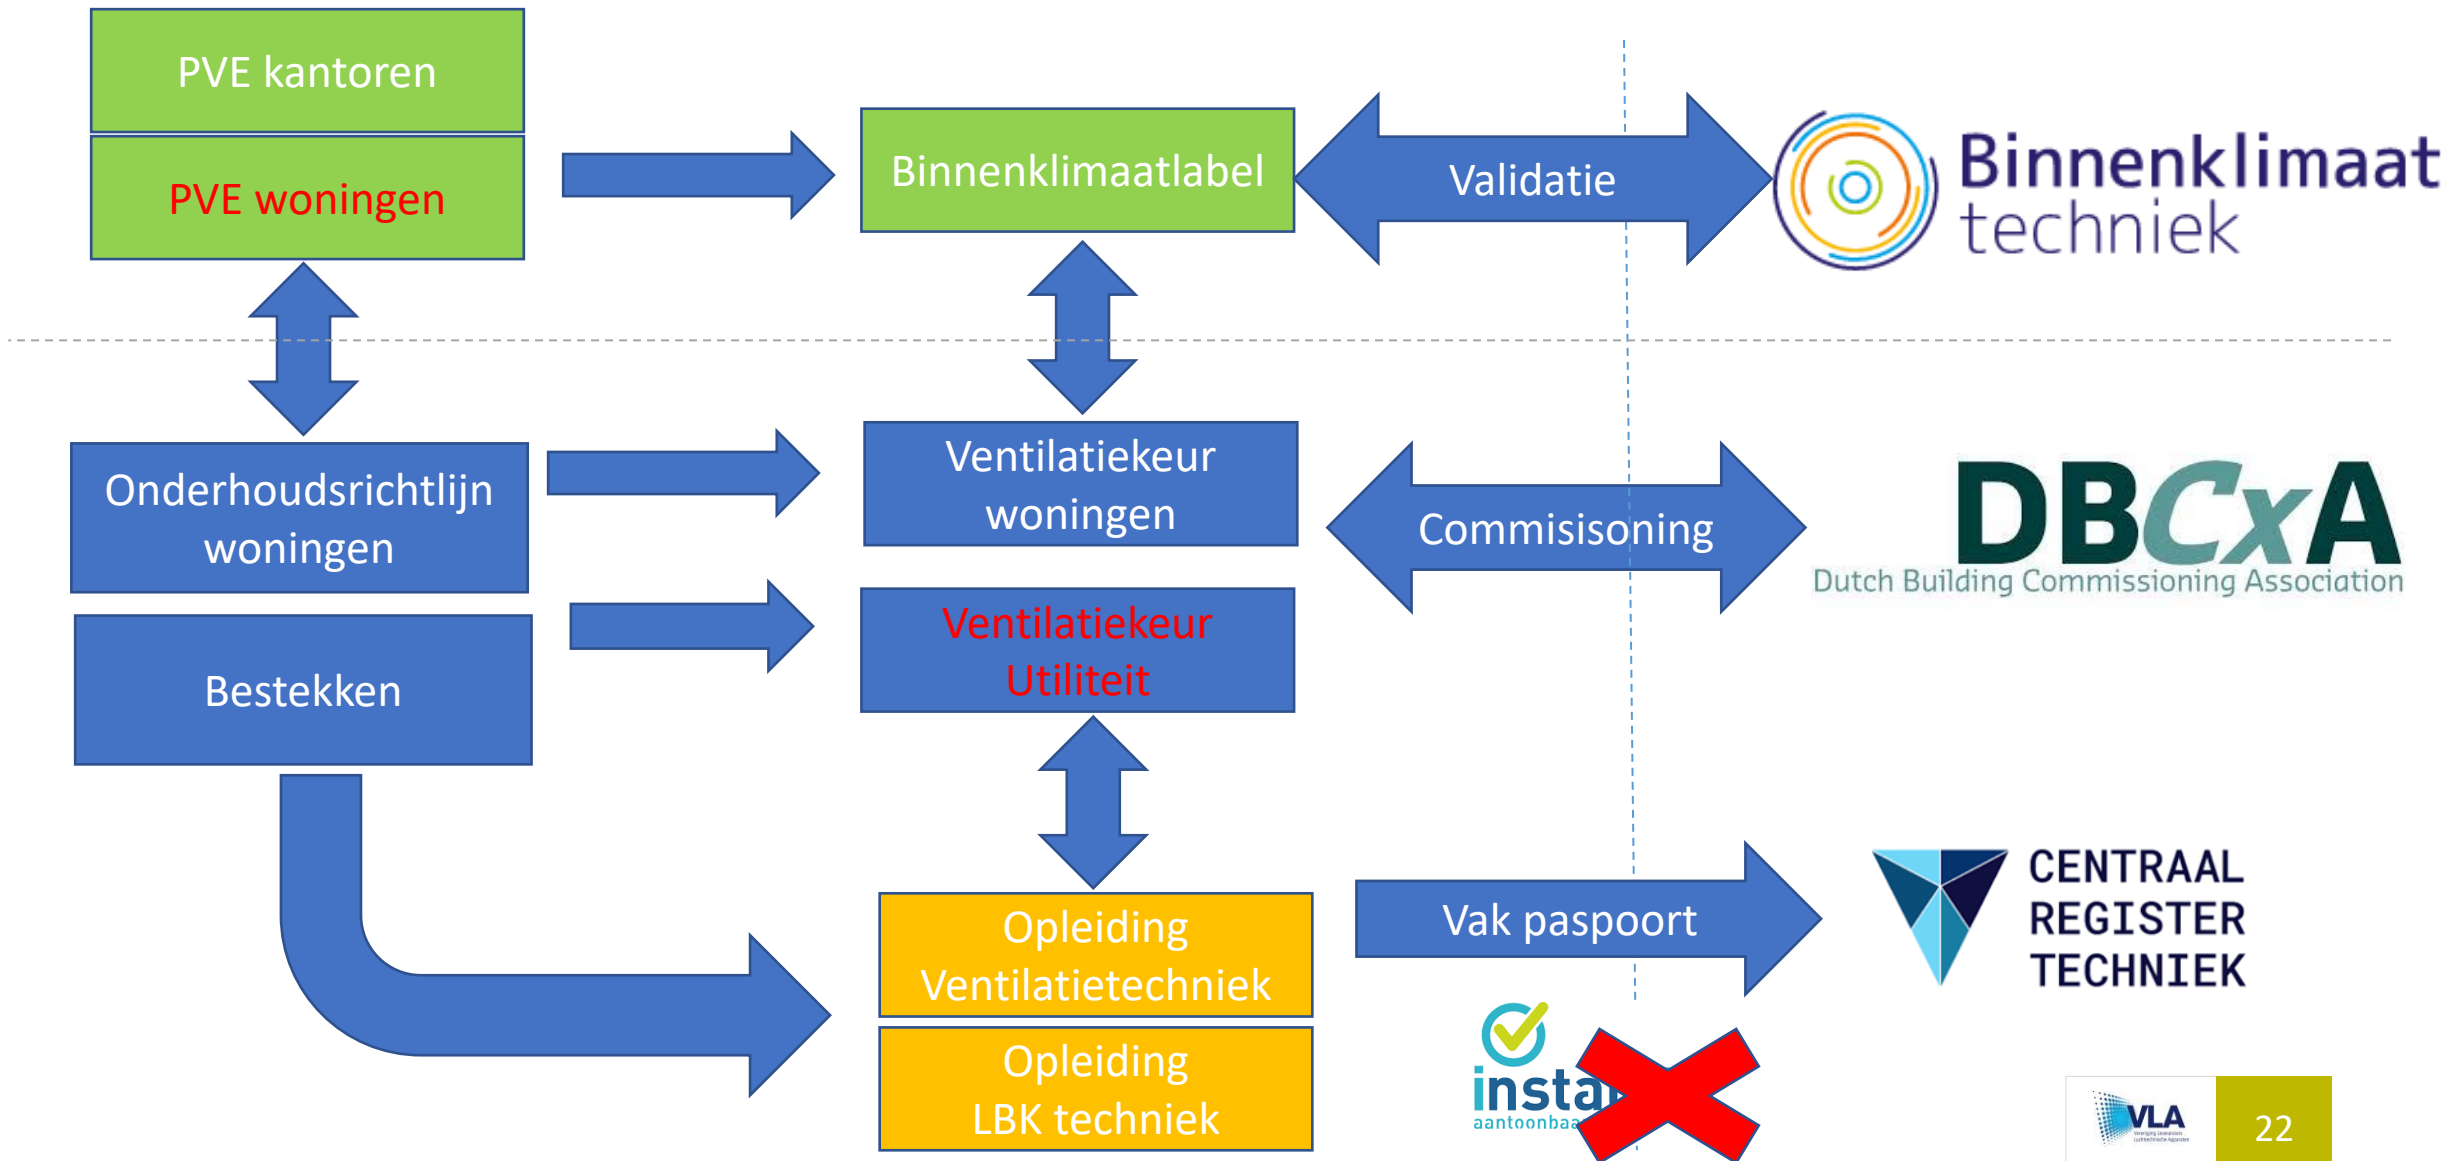 PVE kantoren
PVE woningen
Binnenklimaatlabel
Validatie
Binnenklimaat
techniek
Onderhoudsrichtlijn
woningen
Bestekken
Ventilatiekeur
woningen
Ventilatiekeur
Utiliteit
Commisisoning
DBCxA
Dutch Building Commissioning Association
Opleiding
Ventilatietechniek
Opleiding
LBK techniek
Vak paspoort
CENTRAAL
REGISTER
TECHNIEK
VLA
22